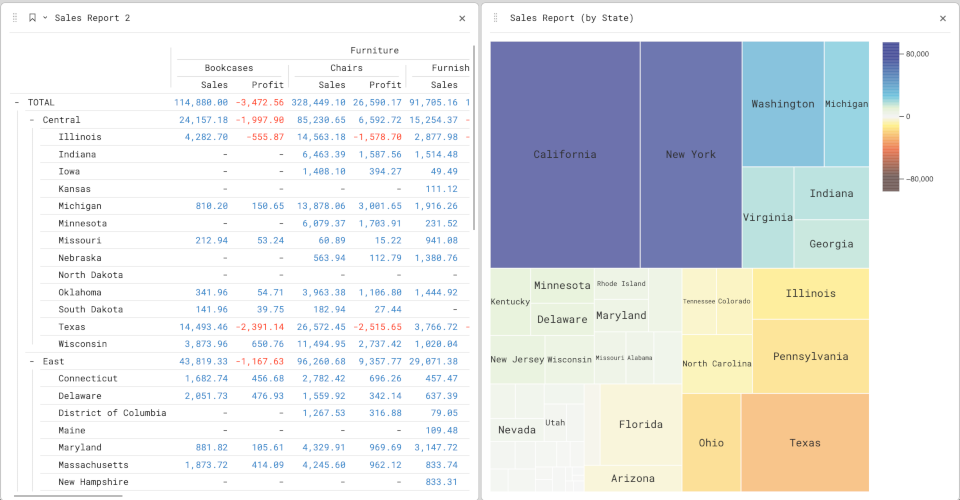 Sales Report 2
Furniture
Bookcases Chairs Furnish
Sales Profit Sales Profit Sales
− TOTAL 114,880.00 −3,472.56 328,449.10 26,590.17 91,705.16 1
− Central 24,157.18 −1,997.90 85,230.65 6,592.72 15,254.37 −
Illinois 4,282.70 −555.87 14,563.18 −1,578.70 2,877.98 −
Indiana − − 6,463.39 1,587.56 1,514.48
Iowa − − 1,408.10 394.27 49.49
Kansas − − − − 111.12
Michigan 810.20 150.65 13,878.06 3,001.65 1,916.26
Minnesota − − 6,079.37 1,703.91 231.52
Missouri 212.94 53.24 60.89 15.22 941.08
Nebraska − − 563.94 112.79 1,380.76
North Dakota − − − − −
Oklahoma 341.96 54.71 3,963.38 1,106.80 1,444.92
South Dakota 141.96 39.75 182.94 27.44 −
Texas 14,493.46 −2,391.14 26,572.45 −2,515.65 3,766.72 −
Wisconsin 3,873.96 650.76 11,494.95 2,737.42 1,020.04
− East 43,819.33 −1,167.63 96,260.68 9,357.77 29,071.38
Connecticut 1,682.74 456.68 2,782.42 696.26 457.47
Delaware 2,051.73 476.93 1,559.92 342.14 637.39
District of Columbia − − 1,267.53 316.88 79.05
Maine − − − − 109.48
Maryland 881.82 105.61 4,329.91 969.69 3,147.72
Massachusetts 1,873.72 414.09 4,245.60 962.12 833.74
New Hampshire − − − − 833.31
Sales Report (by State)
California
New York
Washington
Michigan
Virginia
Indiana
Georgia
Kentucky
Minnesota
Delaware
Rhode Island
Maryland
New Jersey
Wisconsin
Missouri
Alabama
Tennessee
Colorado
North Carolina
Illinois
Pennsylvania
Nevada
Utah
Florida
Arizona
Ohio
Texas
80,000
0
−80,000